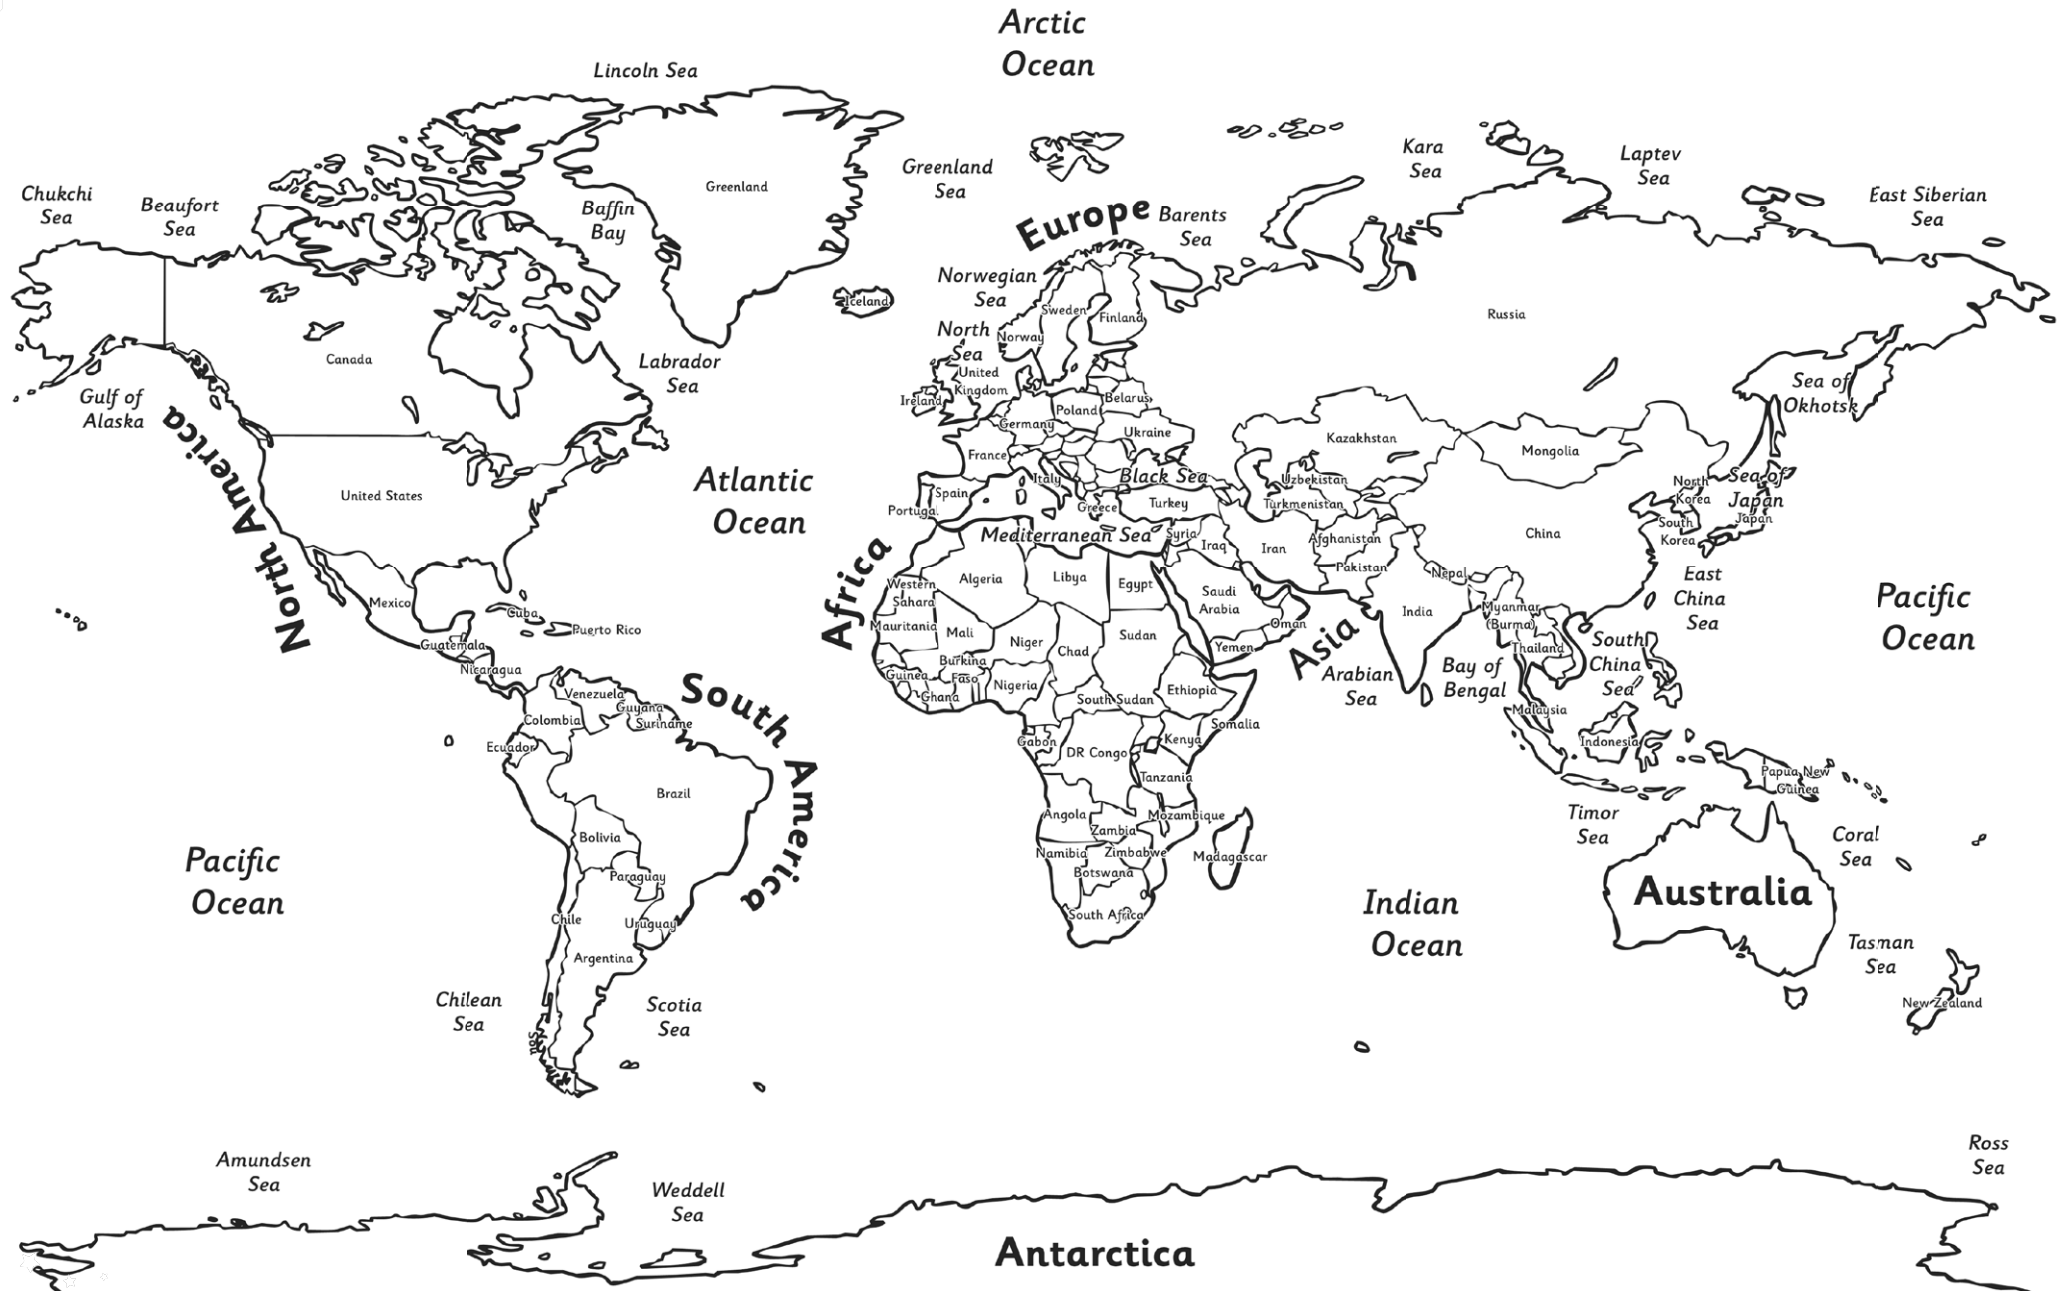 Arctic
Ocean
Lincoln Sea
Greenland
Greenland
Sea
Kara
Sea
Laptev
Sea
Chukchi
Sea
Beaufort
Sea
Baffin
Bay
Europe
Barents
Sea
East Siberian
Sea
Norwegian
Sea
Iceland
Sweden
Finland
Norway
Russia
North
Sea
United
Kingdom
Ireland
Canada
Labrador
Sea
Gulf of
Alaska
Sea of
Okhotsk
Belarus
Poland
Germany
Ukraine
France
Kazakhstan
Mongolia
North America
United States
Atlantic
Ocean
Italy
Black Sea
Spain
Portugal
Greece
Turkey
Uzbekistan
Turkmenistan
North
Korea
Sea of
Japan
Japan
South
Korea
China
Mediterranean Sea
Syria
Iraq
Iran
Afghanistan
Pakistan
Nepal
Africa
Western
Sahara
Algeria
Libya
Egypt
Saudi
Arabia
India
East
China
Sea
Pacific
Ocean
Mexico
Cuba
Puerto Rico
Guatemala
Nicaragua
Mauritania
Mali
Niger
Chad
Sudan
Oman
Yemen
Asia
Arabian
Sea
Bay of
Bengal
Myanmar
(Burma)
Thailand
South
China
Sea
South America
Venezuela
Guyana
Suriname
Colombia
Ecuador
Guinea
Burkina
Faso
Ghana
Nigeria
South Sudan
Ethiopia
Somalia
Malaysia
Indonesia
Gabon
DR Congo
Kenya
Tanzania
Papua New
Guinea
Brazil
Bolivia
Paraguay
Chile
Uruguay
Argentina
Angola
Zambia
Mozambique
Namibia
Zimbabwe
Botswana
Madagascar
South Africa
Timor
Sea
Coral
Sea
Australia
Pacific
Ocean
Indian
Ocean
Tasman
Sea
New Zealand
Chilean
Sea
Scotia
Sea
Amundsen
Sea
Weddell
Sea
Ross
Sea
Antarctica